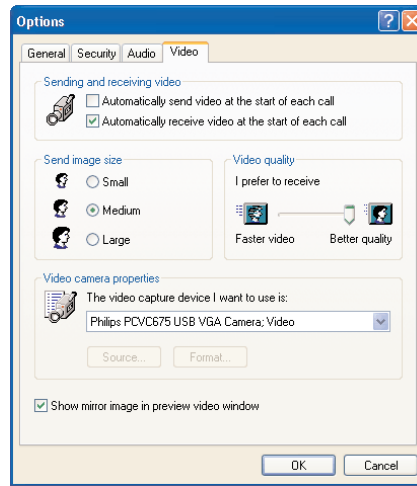 Options
General Security Audio Video
Sending and receiving video
Automatically send video at the start of each call
Automatically receive video at the start of each call
Send image size
Small
Medium
Large
Video quality
I prefer to receive
Faster video Better quality
Video camera properties
The video capture device I want to use is:
Philips PCVC675 USB VGA Camera; Video
Source... Format...
Show mirror image in preview video window
OK Cancel